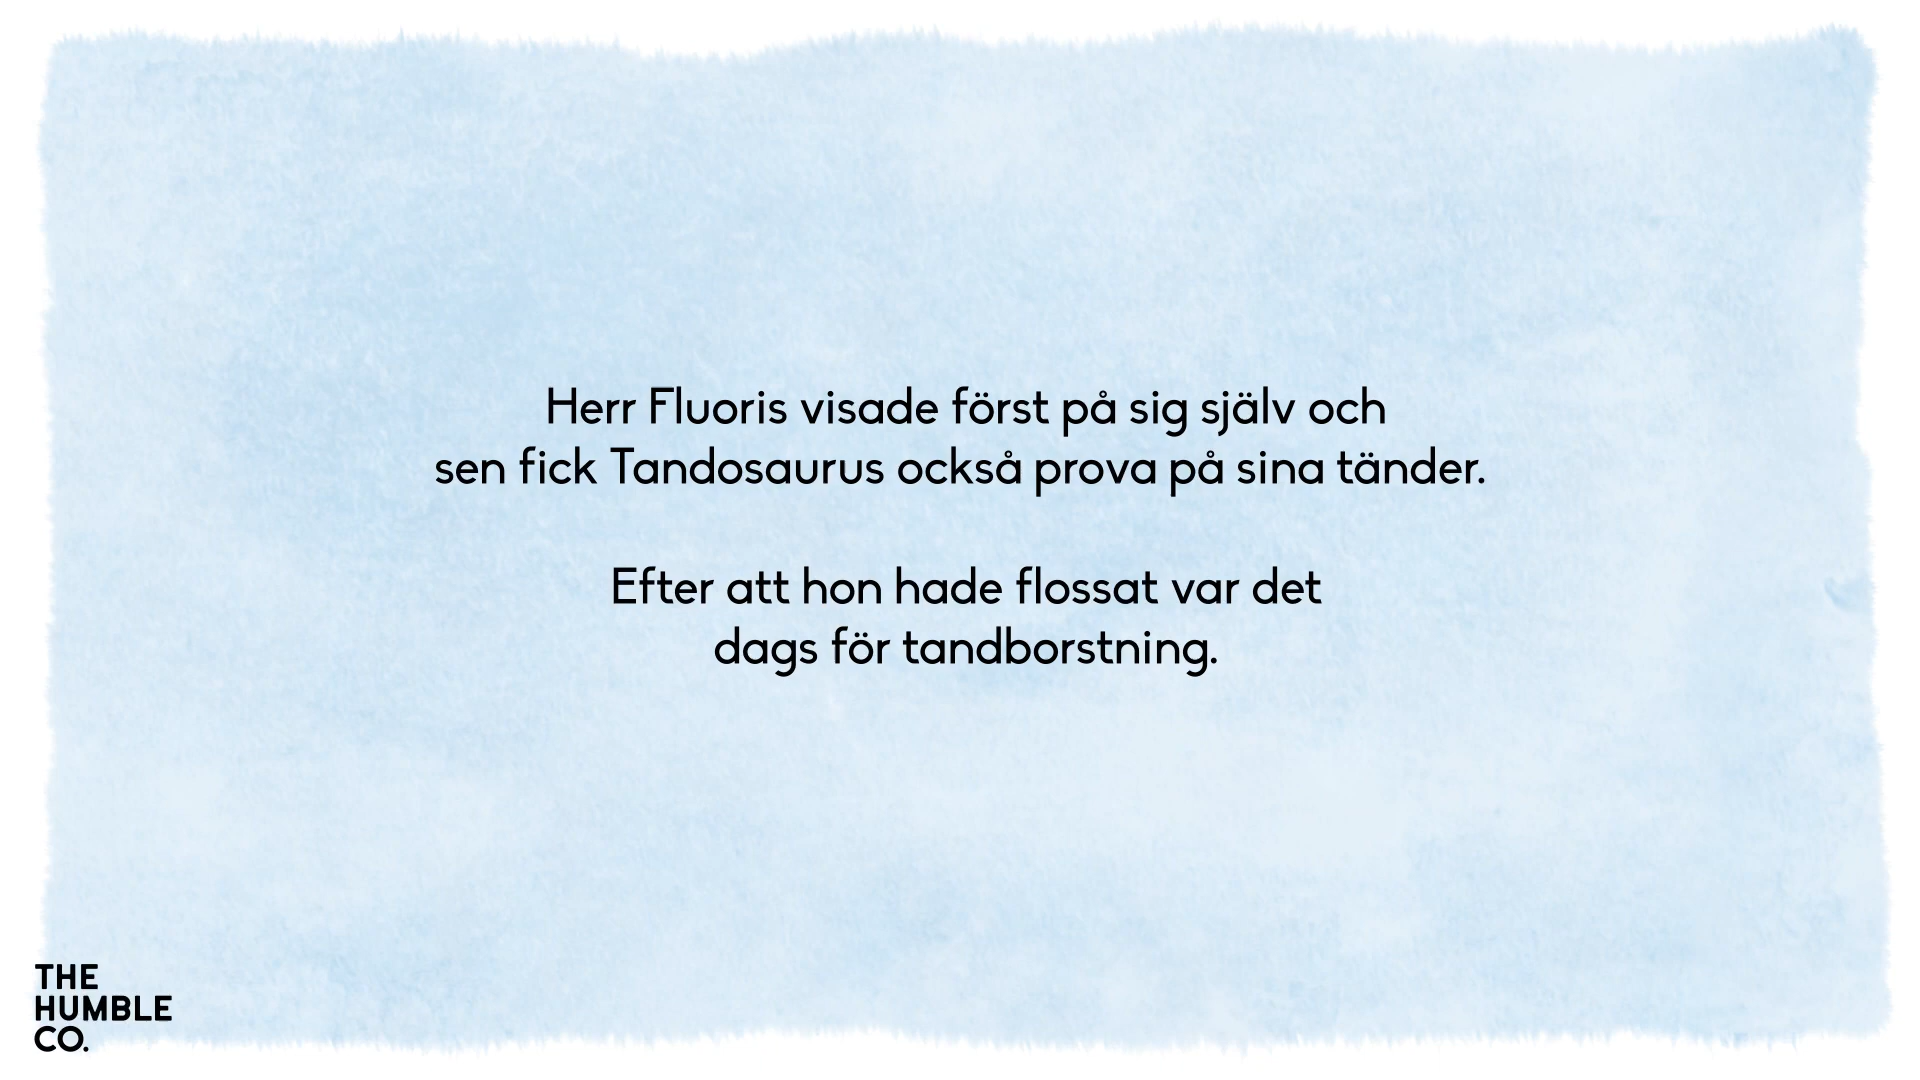 Herr Fluoris visade först på sig själv och
sen fick Tandosaurus också prova på sina tänder.
Efter att hon hade flossat var det
dags för tandborstning.
THE
HUMBLE
CO.